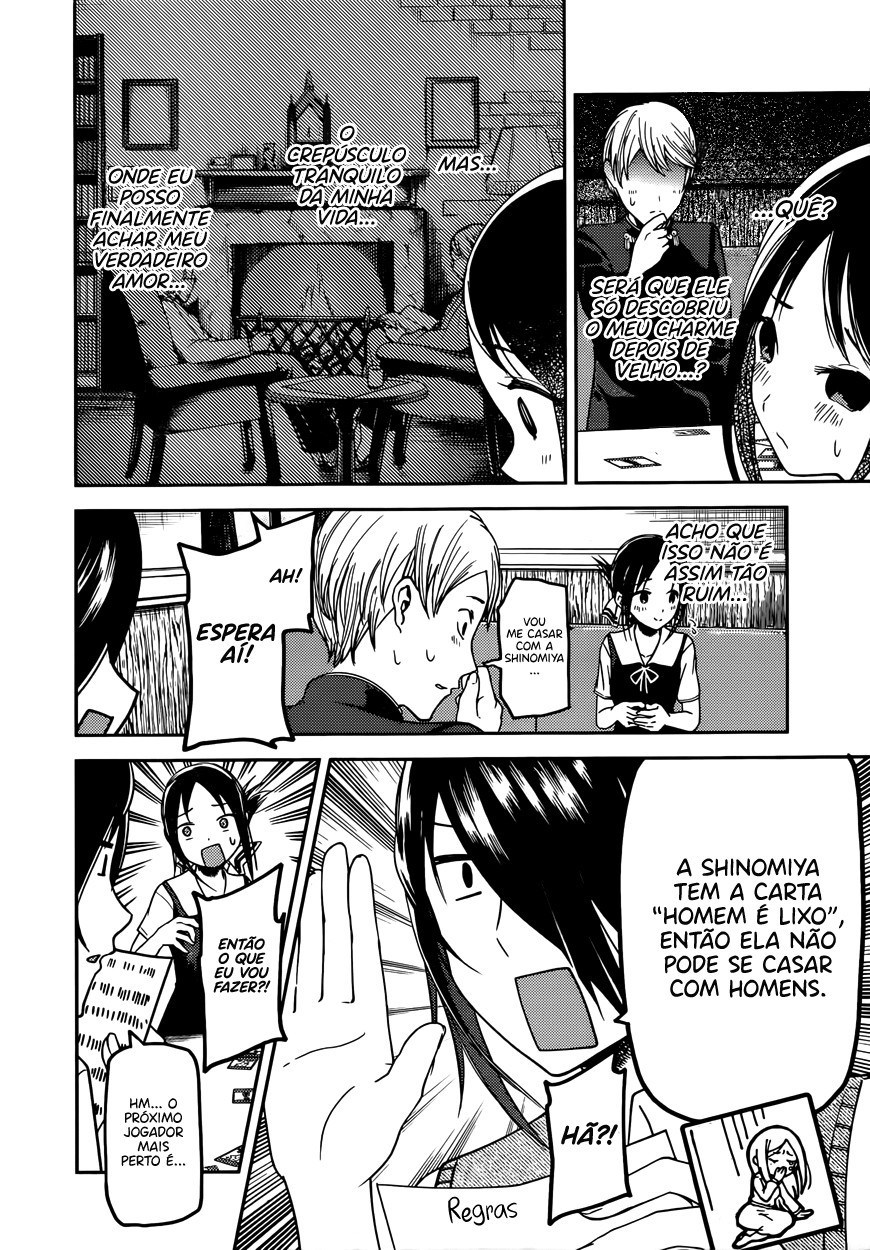 ...QUÊ?
SERÁ QUE ELE
SÓ DESCOBRIU
O MEU CHARME
DEPOIS DE
VELHO...?
MAS...
O
CREPÚSCULO
TRANQUILO
DA MINHA
VIDA...
ONDE EU
POSSO
FINALMENTE
ACHAR MEU
VERDADEIRO
AMOR...
ACHO QUE
ISSO NÃO É
ASSIM TÃO
RUIM...
VOU
ME CASAR
COM A
SHINOMIYA
...
AH!
ESPERA
AÍ!
A SHINOMIYA
TEM A CARTA
“HOMEM É LIXO”,
ENTÃO ELA NÃO
PODE SE CASAR
COM HOMENS.
HÃ?!
Regras
ENTÃO
O QUE
EU VOU
FAZER?!
HM... O
PRÓXIMO
JOGADOR
MAIS
PERTO É...